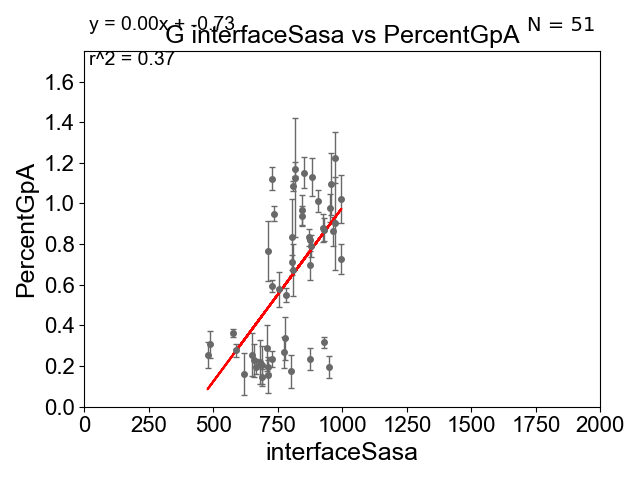 y = 0.00x + -0.73
N = 51
G interfaceSasa vs PercentGpA
r^2 = 0.37
PercentGpA
1.6
1.4
1.2
1.0
0.8
0.6
0.4
0.2
0.0
0 250 500 750 1000 1250 1500 1750 2000
interfaceSasa